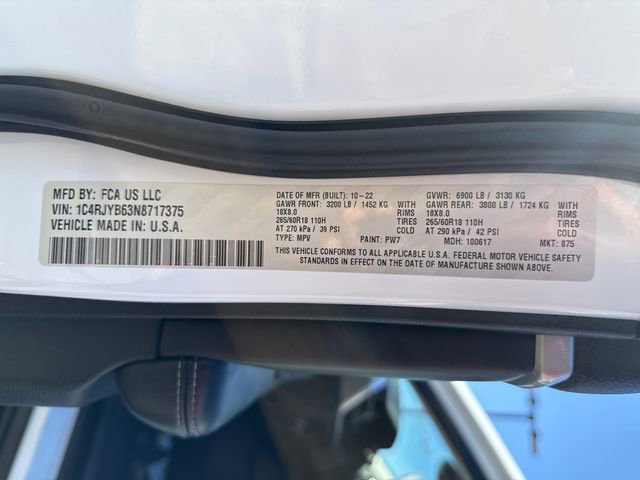 MFD BY: FCA US LLC
VIN: 1C4RJYB63N8717375
VEHICLE MADE IN: U.S.A.
DATE OF MFR (BUILT): 10-22 GVWR: 6900 LB / 3130 KG
GAWR FRONT: 3200 LB / 1452 KG WITH GAWR REAR: 3800 LB / 1724 KG WITH
18X8.0 RIMS 18X8.0 RIMS
265/60R18 110H TIRES 265/60R18 110H TIRES
AT 270 kPa / 39 PSI COLD AT 290 kPa / 42 PSI COLD
TYPE: MPV PAINT: PW7 MDH: 100617 MKT: 875
THIS VEHICLE CONFORMS TO ALL APPLICABLE U.S.A. FEDERAL MOTOR VEHICLE SAFETY
STANDARDS IN EFFECT ON THE DATE OF MANUFACTURE SHOWN ABOVE.